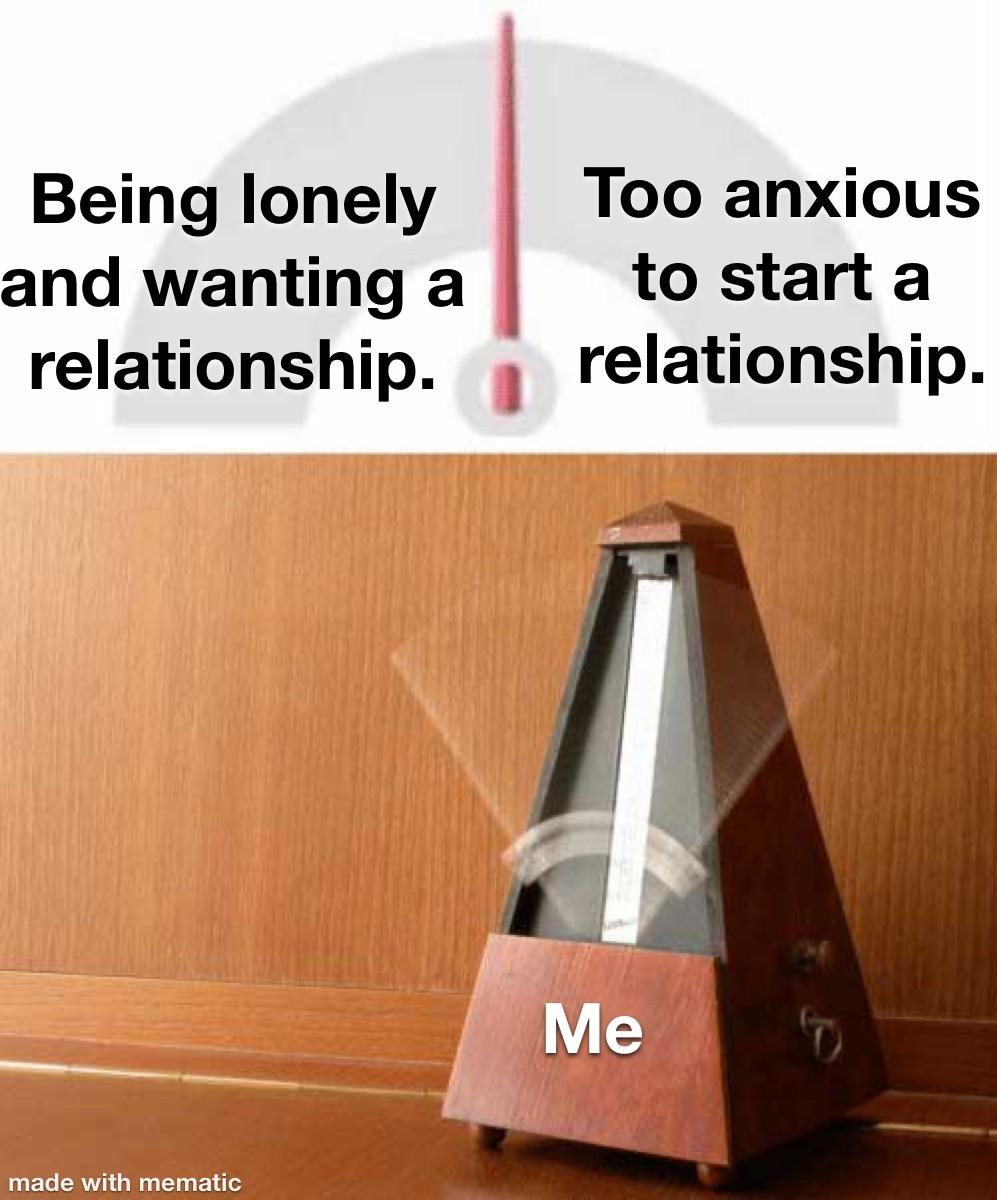 Being lonely
and wanting a
relationship.
Too anxious
to start a
relationship.
Me
made with mematic